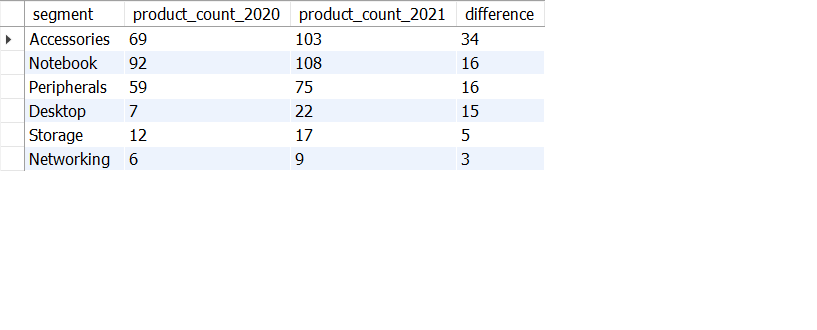 segment product_count_2020 product_count_2021 difference
Accessories 69 103 34
Notebook 92 108 16
Peripherals 59 75 16
Desktop 7 22 15
Storage 12 17 5
Networking 6 9 3